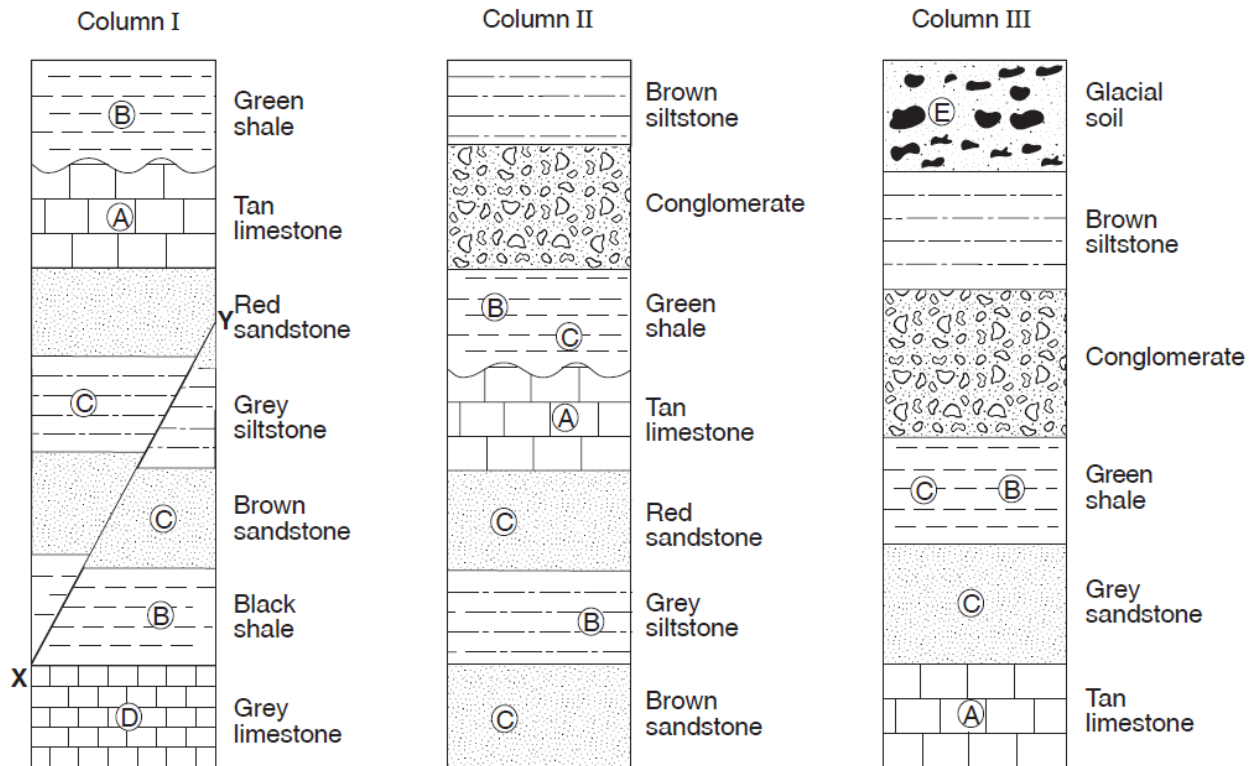 Column I
B
Green
shale
A
Tan
limestone
Y
Red
sandstone
C
Grey
siltstone
C
Brown
sandstone
B
Black
shale
X
D
Grey
limestone
Column II
Brown
siltstone
Conglomerate
B
C
Green
shale
A
Tan
limestone
C
Red
sandstone
B
Grey
siltstone
C
Brown
sandstone
Column III
E
Glacial
soil
Brown
siltstone
Conglomerate
C B
Green
shale
C
Grey
sandstone
A
Tan
limestone